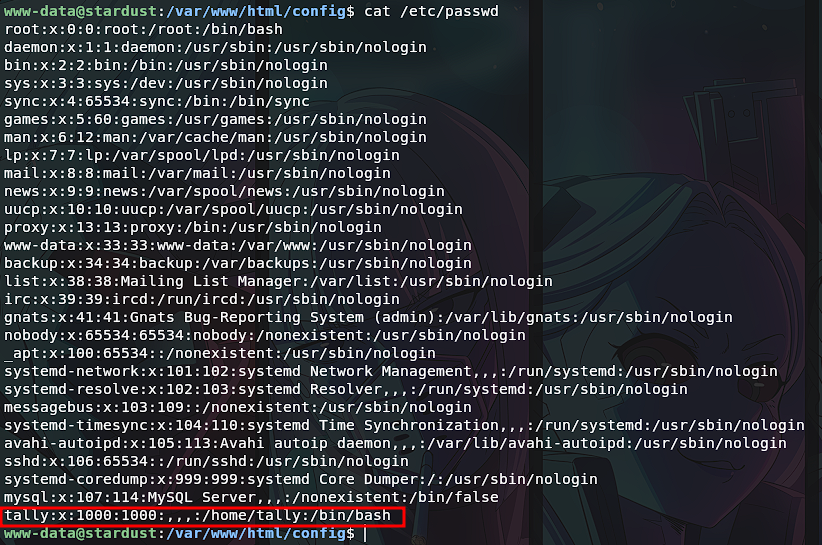 www-data@stardust:/var/www/html/config$ cat /etc/passwd
root:x:0:0:root:/root:/bin/bash
daemon:x:1:1:daemon:/usr/sbin:/usr/sbin/nologin
bin:x:2:2:bin:/bin:/usr/sbin/nologin
sys:x:3:3:sys:/dev:/usr/sbin/nologin
sync:x:4:65534:sync:/bin:/bin/sync
games:x:5:60:games:/usr/games:/usr/sbin/nologin
man:x:6:12:man:/var/cache/man:/usr/sbin/nologin
lp:x:7:7:lp:/var/spool/lpd:/usr/sbin/nologin
mail:x:8:8:mail:/var/mail:/usr/sbin/nologin
news:x:9:9:news:/var/spool/news:/usr/sbin/nologin
uucp:x:10:10:uucp:/var/spool/uucp:/usr/sbin/nologin
proxy:x:13:13:proxy:/bin:/usr/sbin/nologin
www-data:x:33:33:www-data:/var/www:/usr/sbin/nologin
backup:x:34:34:backup:/var/backups:/usr/sbin/nologin
list:x:38:38:Mailing List Manager:/var/list:/usr/sbin/nologin
irc:x:39:39:ircd:/run/ircd:/usr/sbin/nologin
gnats:x:41:41:Gnats Bug-Reporting System (admin):/var/lib/gnats:/usr/sbin/nologin
nobody:x:65534:65534:nobody:/nonexistent:/usr/sbin/nologin
_apt:x:100:65534::/nonexistent:/usr/sbin/nologin
systemd-network:x:101:102:systemd Network Management,,,:/run/systemd:/usr/sbin/nologin
systemd-resolve:x:102:103:systemd Resolver,,,:/run/systemd:/usr/sbin/nologin
messagebus:x:103:109::/nonexistent:/usr/sbin/nologin
systemd-timesync:x:104:110:systemd Time Synchronization,,,:/run/systemd:/usr/sbin/nologin
avahi-autoipd:x:105:113:Avahi autoip daemon,,,:/var/lib/avahi-autoipd:/usr/sbin/nologin
sshd:x:106:65534::/run/sshd:/usr/sbin/nologin
systemd-coredump:x:999:999:systemd Core Dumper:/:/usr/sbin/nologin
mysql:x:107:114:MySQL Server,,,:/nonexistent:/bin/false
tally:x:1000:1000:,,,:/home/tally:/bin/bash
www-data@stardust:/var/www/html/config$